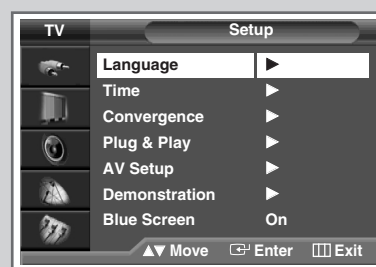 TV Setup
Language ▶
Time ▶
Convergence ▶
Plug & Play ▶
AV Setup ▶
Demonstration ▶
Blue Screen On
▲▼ Move Enter Exit